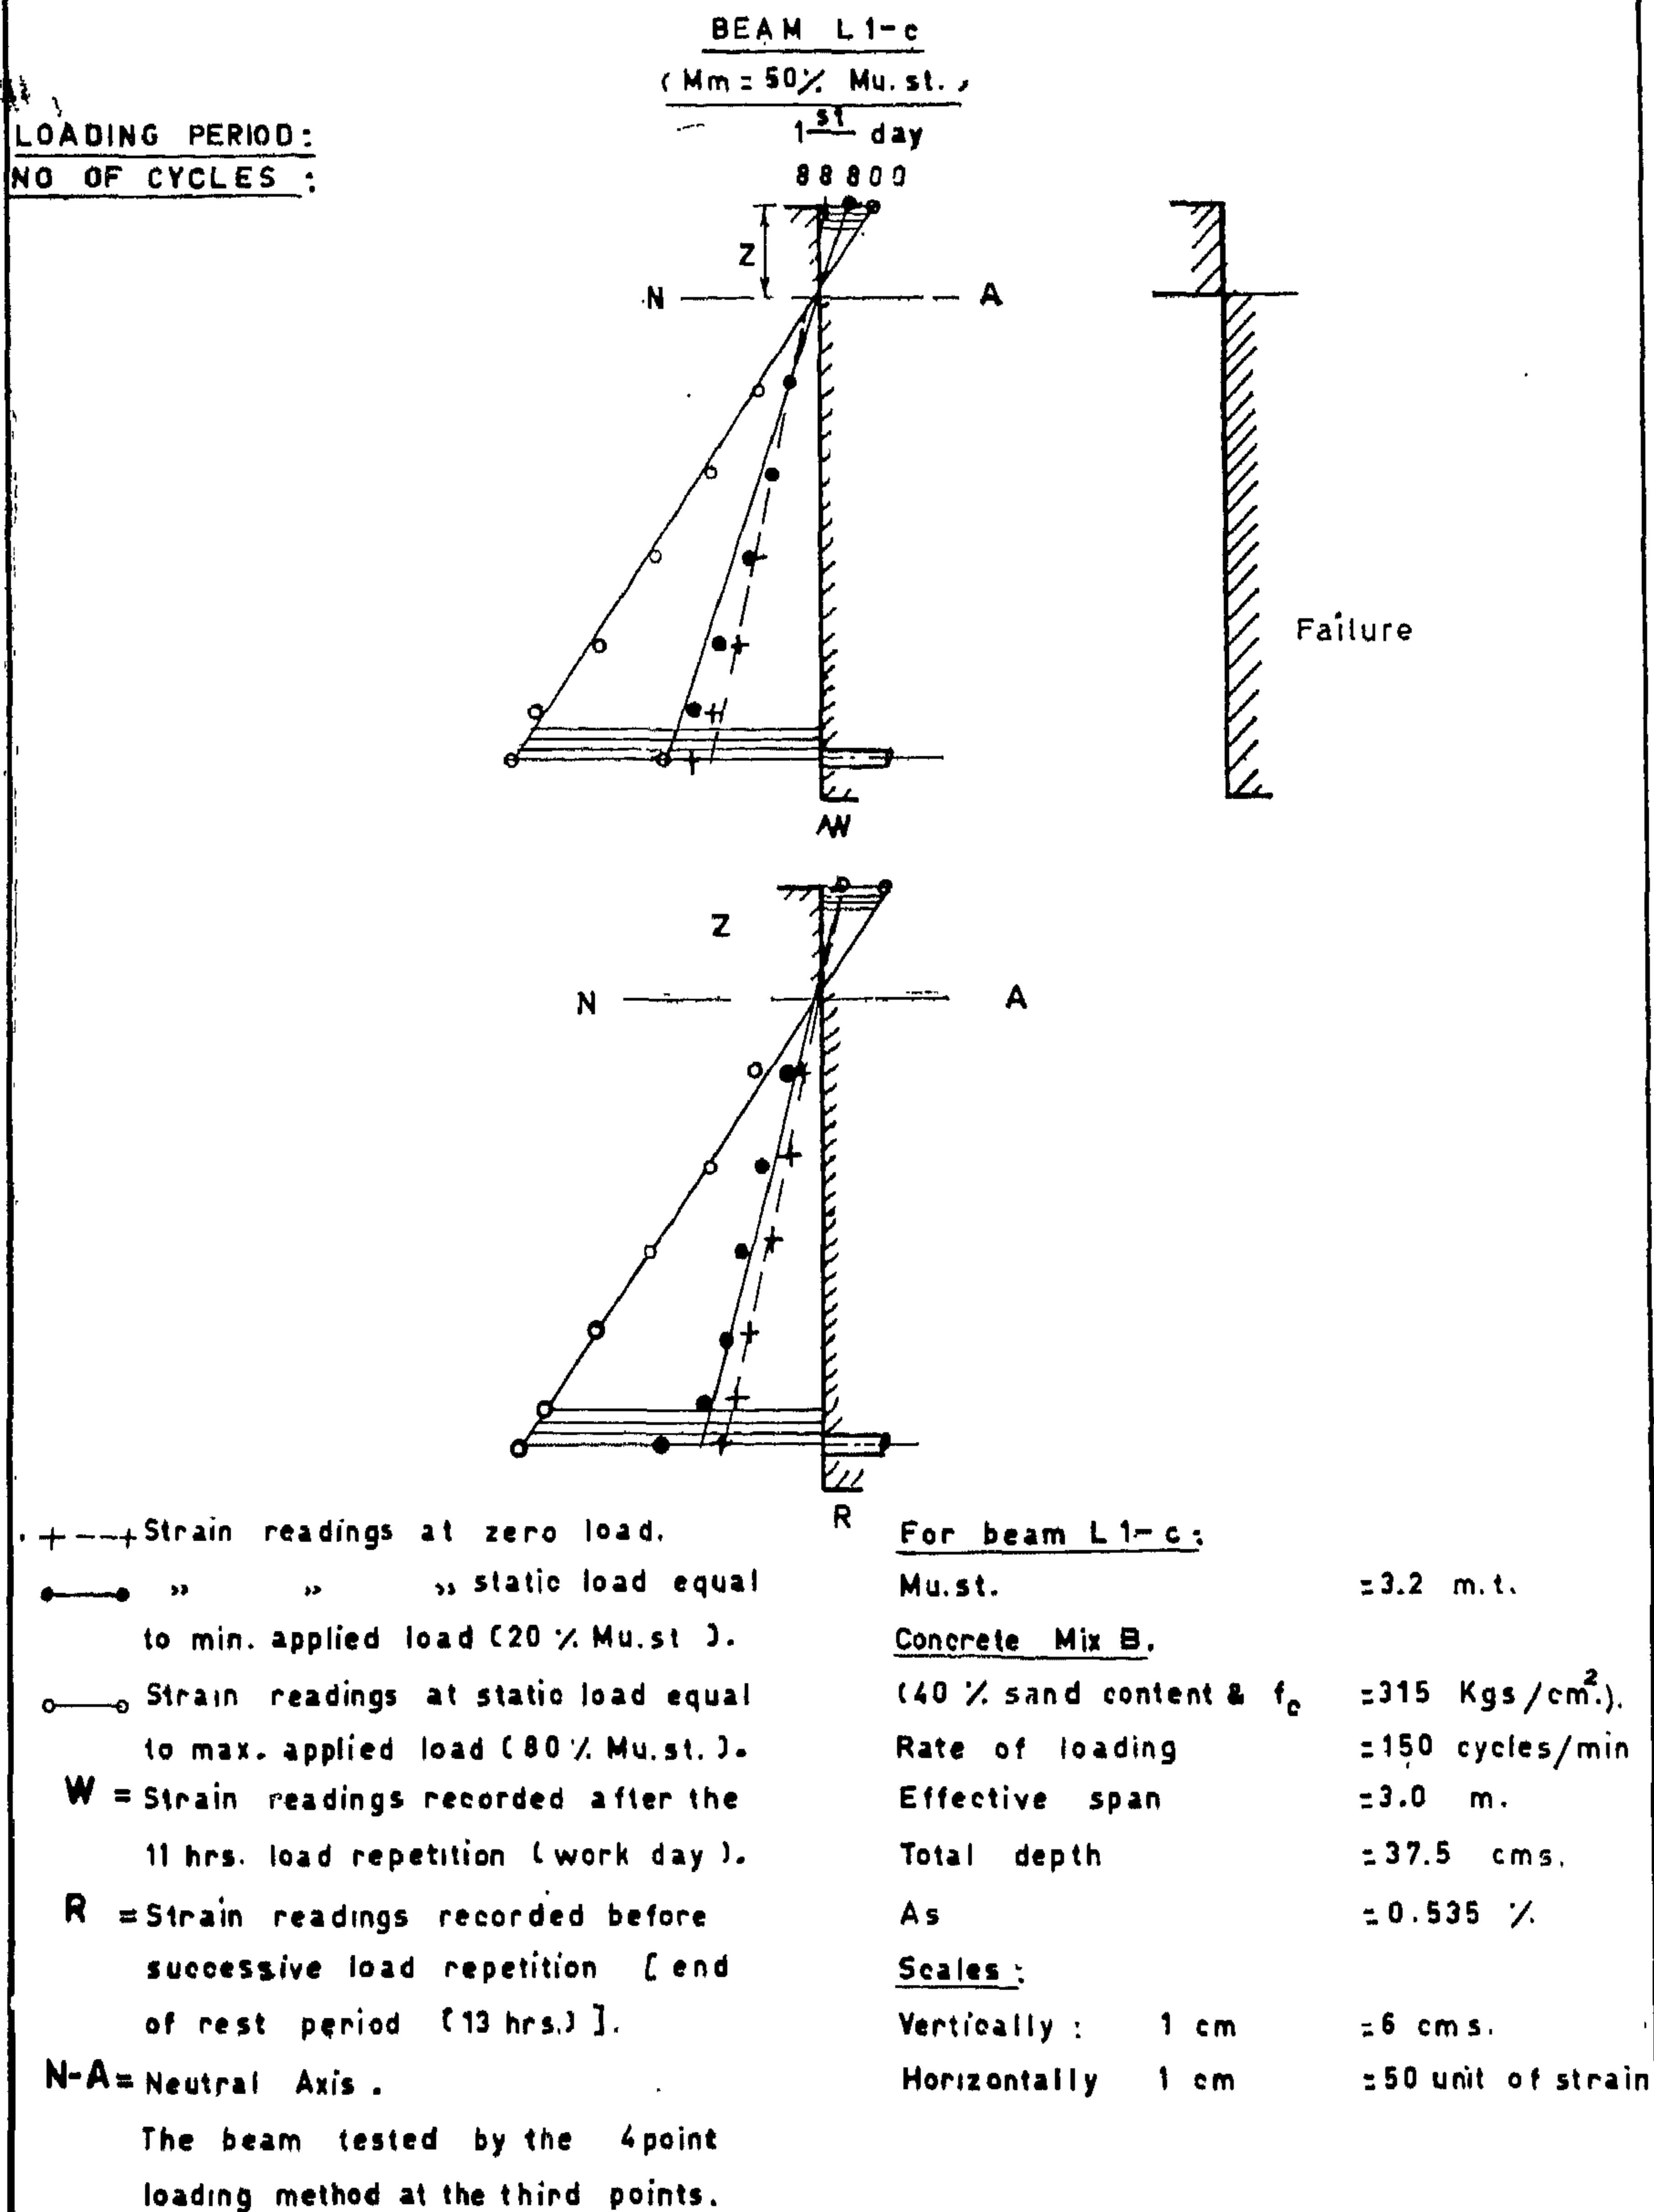 BEAM L1-c
(Mm = 50% Mu.st.)
LOADING PERIOD: 1st day
NO OF CYCLES : 88800
Z
N A
Failure
W
Z
N A
R
+---+ Strain readings at zero load.
,, ,, ,, static load equal
to min. applied load (20 % Mu.st ).
Strain readings at static load equal
to max. applied load (80 % Mu.st.).
W = Strain readings recorded after the
11 hrs. load repetition (work day).
R = Strain readings recorded before
successive load repetition [end
of rest period (13 hrs.)].
N-A = Neutral Axis.
The beam tested by the 4 point
loading method at the third points.
For beam L1-c:
Mu.st. =3.2 m.t.
Concrete Mix B.
(40 % sand content & fc =315 Kgs/cm².).
Rate of loading =150 cycles/min
Effective span =3.0 m.
Total depth =37.5 cms.
As =0.535 %
Scales:
Vertically: 1 cm =6 cms.
Horizontally 1 cm =50 unit of strain